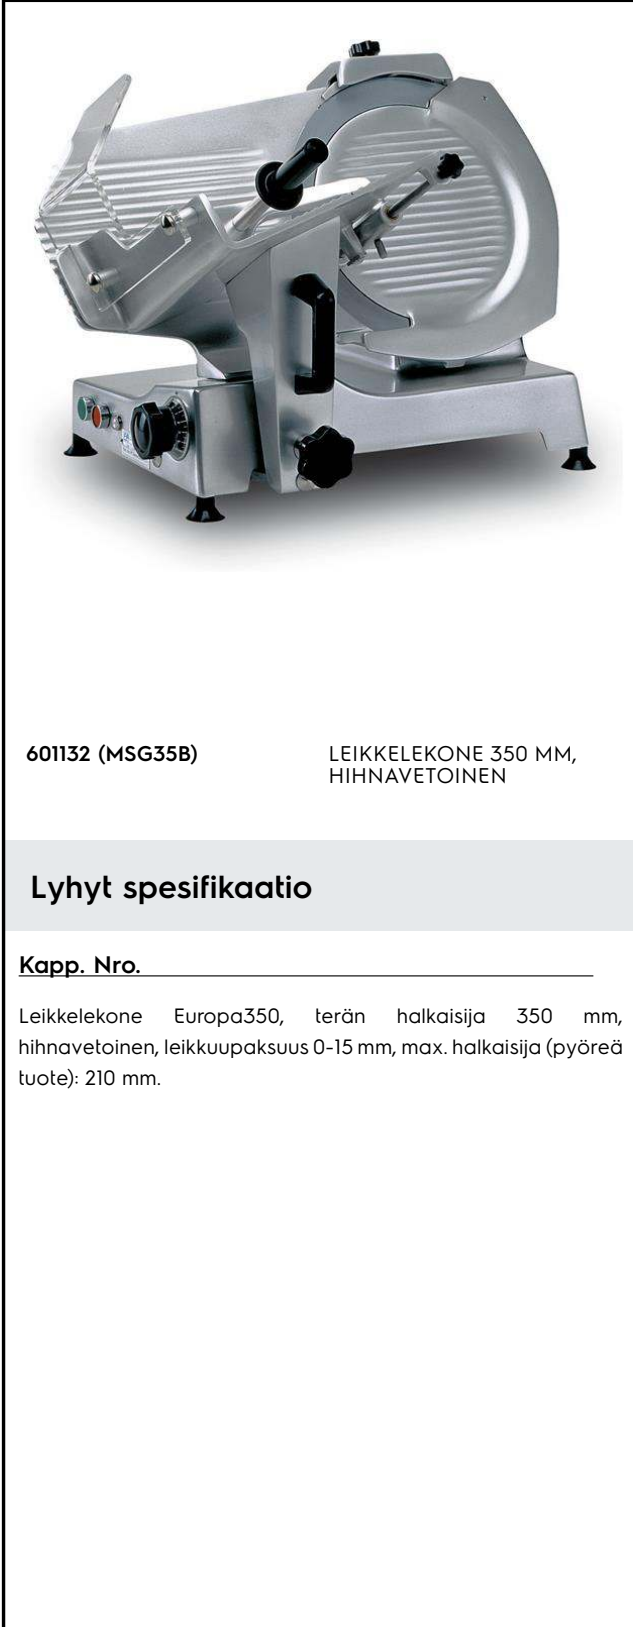 601132 (MSG35B)
LEIKKELEKONE 350 MM,
HIHNAVETOINEN
Lyhyt spesifikaatio
Kapp. Nro.
Leikkelekone Europa350, terän halkaisija 350 mm,
hihnavetoinen, leikkuupaksuus 0-15 mm, max. halkaisija (pyöreä
tuote): 210 mm.